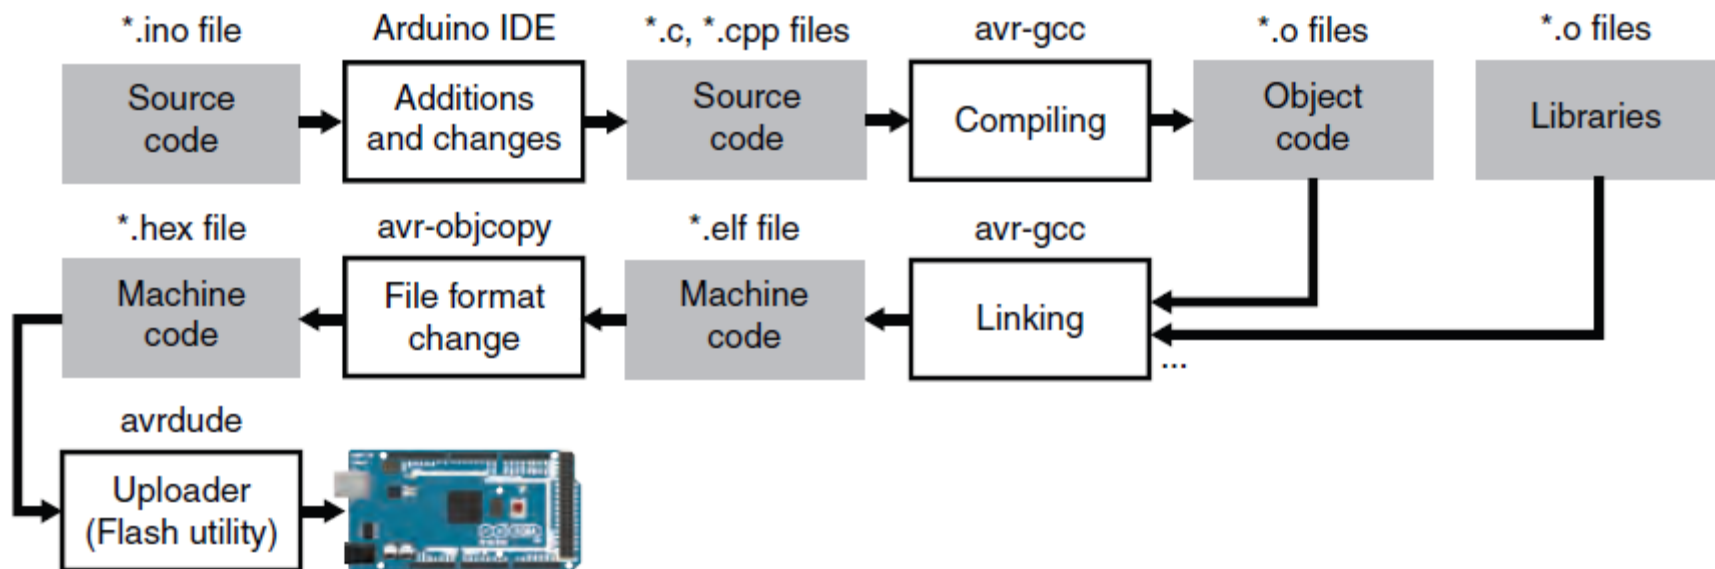 *.ino file
Arduino IDE
*.c, *.cpp files
avr-gcc
*.o files
*.o files
Source
code
Additions
and changes
Source
code
Compiling
Object
code
Libraries
*.hex file
avr-objcopy
*.elf file
avr-gcc
Machine
code
File format
change
Machine
code
Linking
...
avrdude
Uploader
(Flash utility)